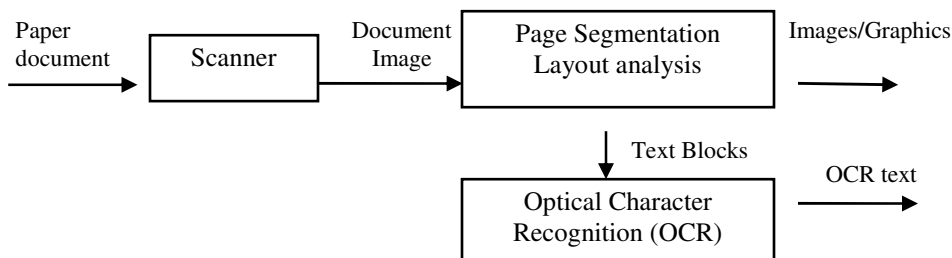 Paper
document
Scanner
Document
Image
Page Segmentation
Layout analysis
Images/Graphics
Text Blocks
Optical Character
Recognition (OCR)
OCR text